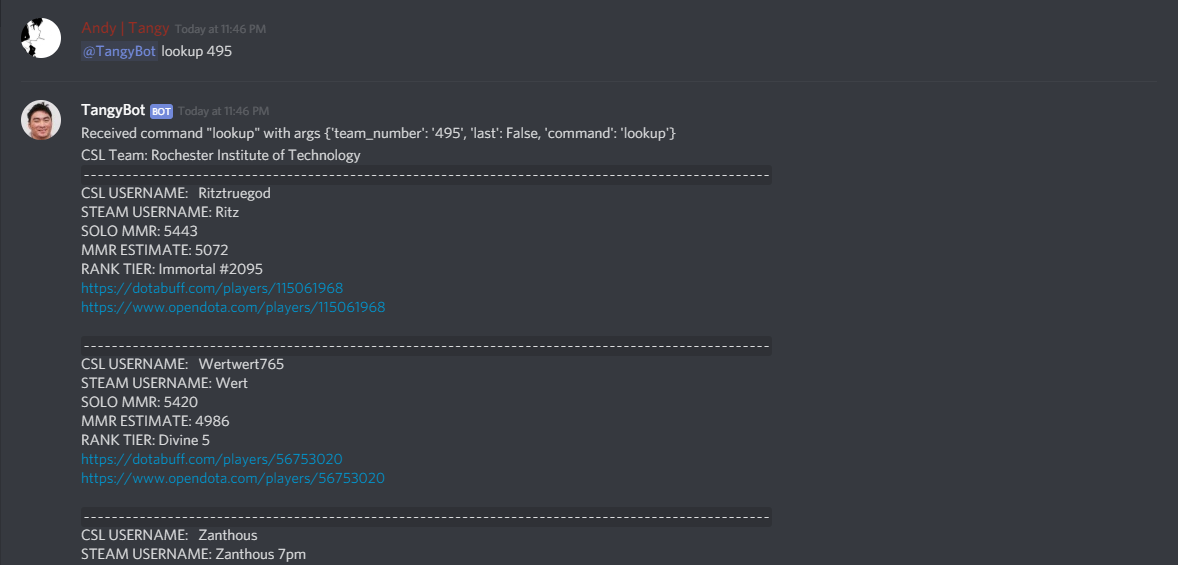 Andy | Tangy Today at 11:46 PM
@TangyBot lookup 495
TangyBot BOT Today at 11:46 PM
Received command "lookup" with args {'team_number': '495', 'last': False, 'command': 'lookup'}
CSL Team: Rochester Institute of Technology
----------------------------------------------------------------------------------------------------
CSL USERNAME:   Ritztruegod
STEAM USERNAME: Ritz
SOLO MMR: 5443
MMR ESTIMATE: 5072
RANK TIER: Immortal #2095
https://dotabuff.com/players/115061968
https://www.opendota.com/players/115061968
----------------------------------------------------------------------------------------------------
CSL USERNAME:   Wertwert765
STEAM USERNAME: Wert
SOLO MMR: 5420
MMR ESTIMATE: 4986
RANK TIER: Divine 5
https://dotabuff.com/players/56753020
https://www.opendota.com/players/56753020
----------------------------------------------------------------------------------------------------
CSL USERNAME:   Zanthous
STEAM USERNAME: Zanthous 7pm